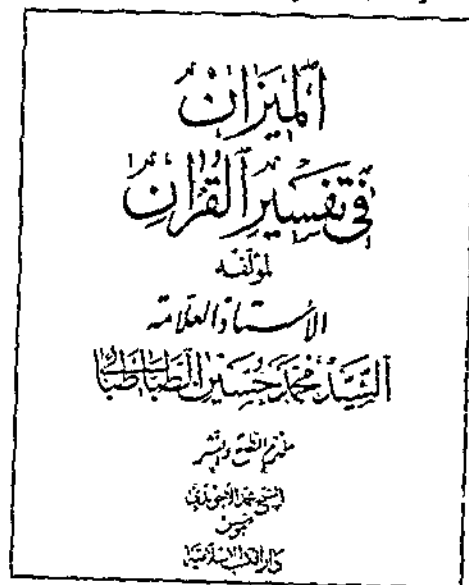 الميزان
في تفسير القرآن
لمؤلفه
الأستاذ العلامة
السيد محمد حسين الطباطبائي
ملتزم الطبع والنشر
الشيخ محمد الآخوندي
دار الكتب الإسلامية